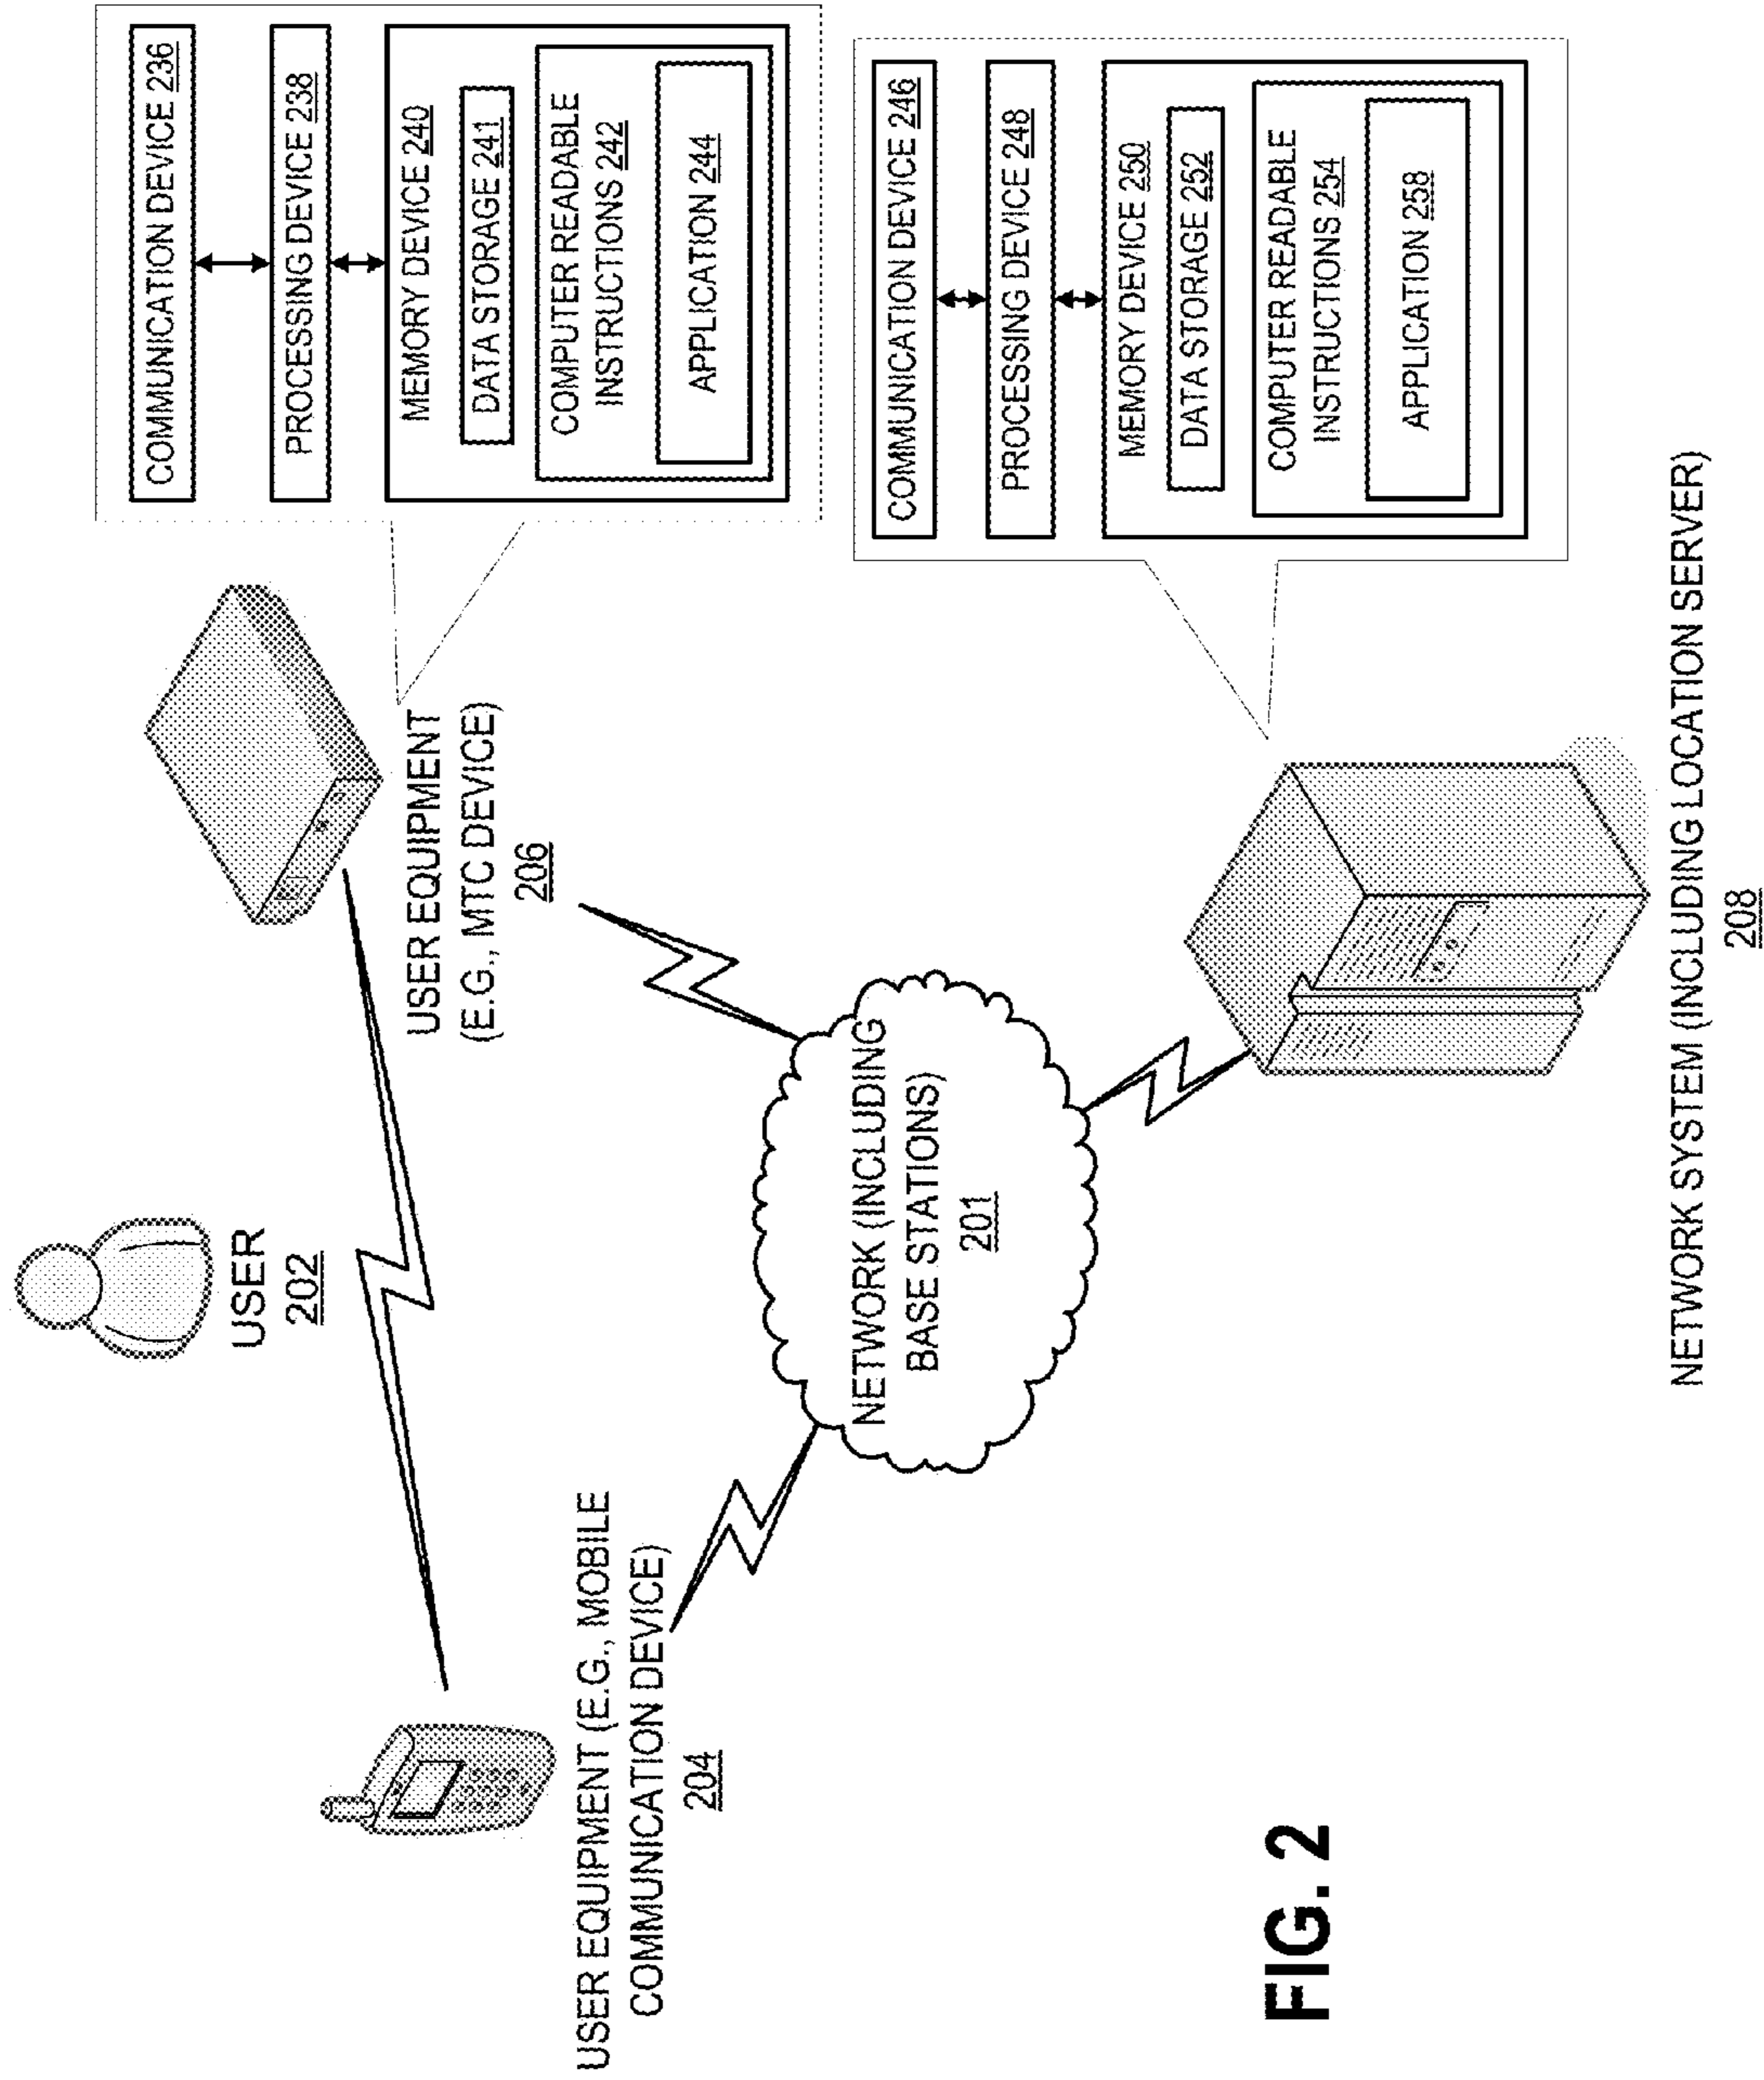 USER
202
USER EQUIPMENT (E.G., MOBILE
COMMUNICATION DEVICE)
204
USER EQUIPMENT
(E.G., MTC DEVICE)
206
COMMUNICATION DEVICE 236
PROCESSING DEVICE 238
MEMORY DEVICE 240
DATA STORAGE 241
COMPUTER READABLE
INSTRUCTIONS 242
APPLICATION 244
NETWORK (INCLUDING
BASE STATIONS)
201
COMMUNICATION DEVICE 246
PROCESSING DEVICE 248
MEMORY DEVICE 250
DATA STORAGE 252
COMPUTER READABLE
INSTRUCTIONS 254
APPLICATION 258
NETWORK SYSTEM (INCLUDING LOCATION SERVER)
208
FIG. 2